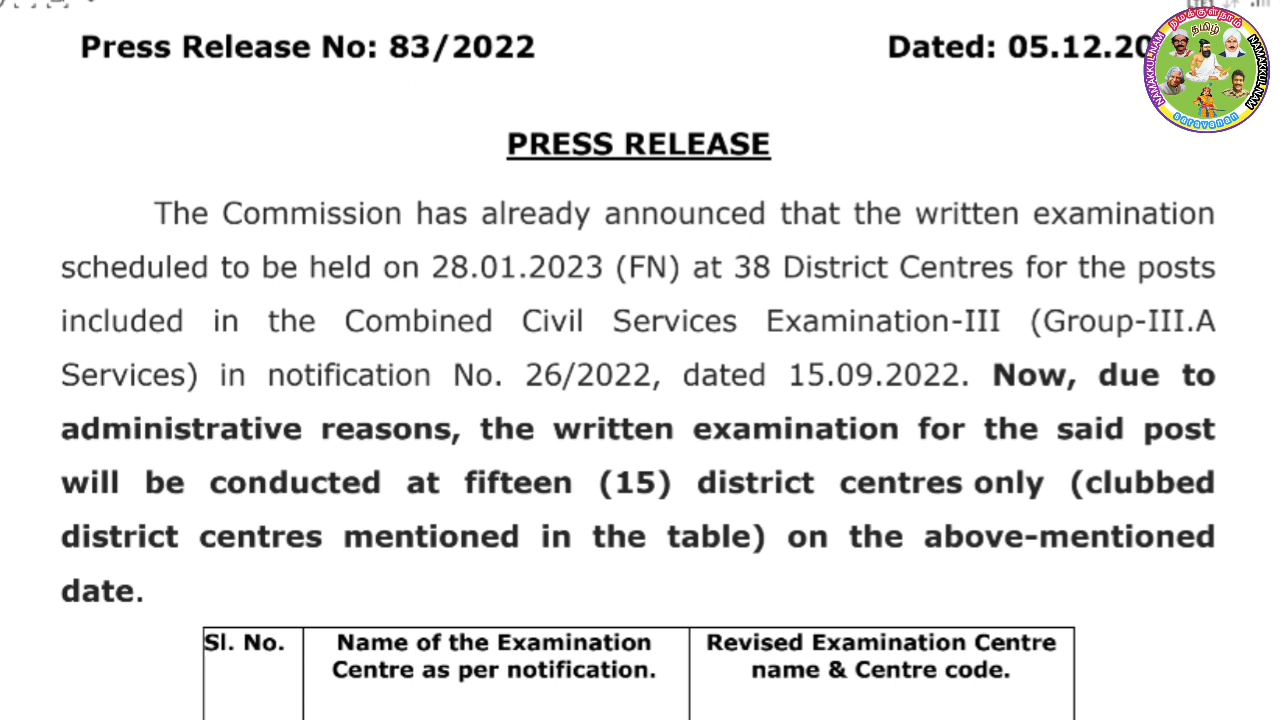 Press Release No: 83/2022
Dated: 05.12.20
PRESS RELEASE
The Commission has already announced that the written examination
scheduled to be held on 28.01.2023 (FN) at 38 District Centres for the posts
included in the Combined Civil Services Examination-III (Group-III.A
Services) in notification No. 26/2022, dated 15.09.2022. Now, due to
administrative reasons, the written examination for the said post
will be conducted at fifteen (15) district centres only (clubbed
district centres mentioned in the table) on the above-mentioned
date.
Sl. No.
Name of the Examination
Centre as per notification.
Revised Examination Centre
name & Centre code.
நமக்குள்நாம்
தமிழ்
NAMAKKULNAM
NAMAKKULNAM
saravanan